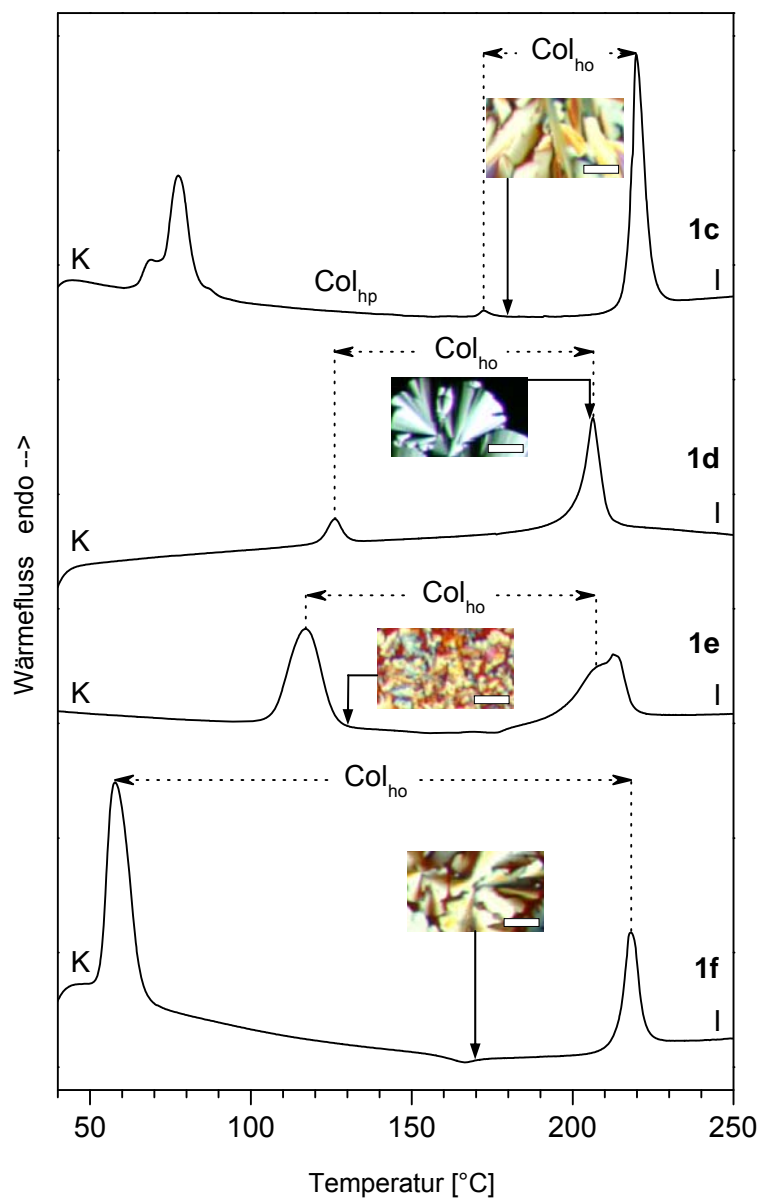 Col_ho
1c
K
Col_hp
I
Col_ho
1d
K
I
Col_ho
1e
K
I
Col_ho
K
1f
I
50 100 150 200 250
Temperatur [°C]
Wärmefluss endo -->